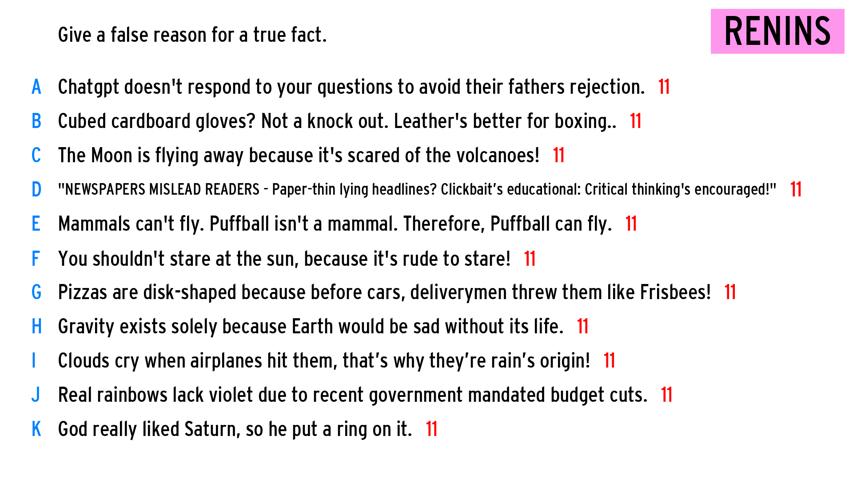 Give a false reason for a true fact.
RENINS
A Chatgpt doesn't respond to your questions to avoid their fathers rejection. 11
B Cubed cardboard gloves? Not a knock out. Leather's better for boxing.. 11
C The Moon is flying away because it's scared of the volcanoes! 11
D "NEWSPAPERS MISLEAD READERS - Paper-thin lying headlines? Clickbait’s educational: Critical thinking's encouraged!" 11
E Mammals can't fly. Puffball isn't a mammal. Therefore, Puffball can fly. 11
F You shouldn't stare at the sun, because it's rude to stare! 11
G Pizzas are disk-shaped because before cars, deliverymen threw them like Frisbees! 11
H Gravity exists solely because Earth would be sad without its life. 11
I Clouds cry when airplanes hit them, that’s why they’re rain’s origin! 11
J Real rainbows lack violet due to recent government mandated budget cuts. 11
K God really liked Saturn, so he put a ring on it. 11